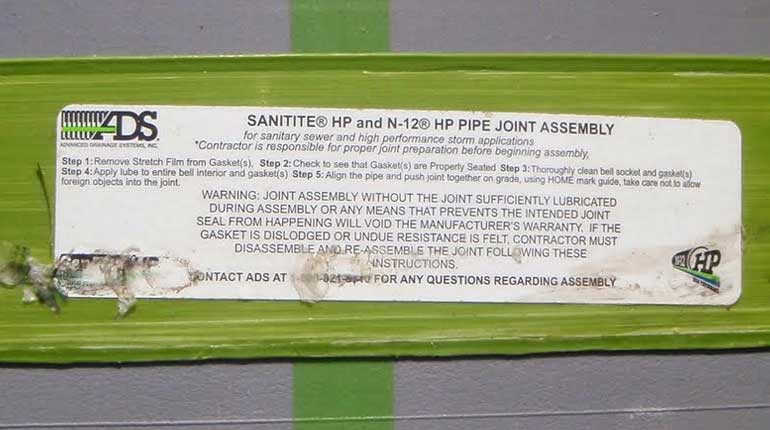 ADS
ADVANCED DRAINAGE SYSTEMS, INC.
SANITITE® HP and N-12® HP PIPE JOINT ASSEMBLY
for sanitary sewer and high performance storm applications
*Contractor is responsible for proper joint preparation before beginning assembly,
Step 1: Remove Stretch Film from Gasket(s), Step 2: Check to see that Gasket(s) are Properly Seated Step 3: Thoroughly clean bell socket and gasket(s)
Step 4: Apply lube to entire bell interior and gasket(s) Step 5: Align the pipe and push joint together on grade, using HOME mark guide, take care not to allow
foreign objects into the joint.
WARNING: JOINT ASSEMBLY WITHOUT THE JOINT SUFFICIENTLY LUBRICATED
DURING ASSEMBLY OR ANY MEANS THAT PREVENTS THE INTENDED JOINT
SEAL FROM HAPPENING WILL VOID THE MANUFACTURER'S WARRANTY. IF THE
GASKET IS DISLODGED OR UNDUE RESISTANCE IS FELT, CONTRACTOR MUST
DISASSEMBLE AND RE-ASSEMBLE THE JOINT FOLLOWING THESE
INSTRUCTIONS.
CONTACT ADS AT FOR ANY QUESTIONS REGARDING ASSEMBLY
HP